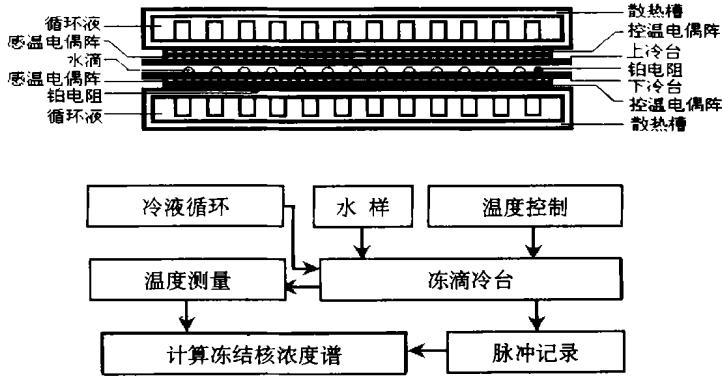 循环液
感温电偶阵
水滴
感温电偶阵
铂电阻
循环液
散热槽
控温电偶阵
上冷台
铂电阻
下冷台
控温电偶阵
散热槽
冷液循环
水 样
温度控制
温度测量
冻滴冷台
计算冻结核浓度谱
脉冲记录